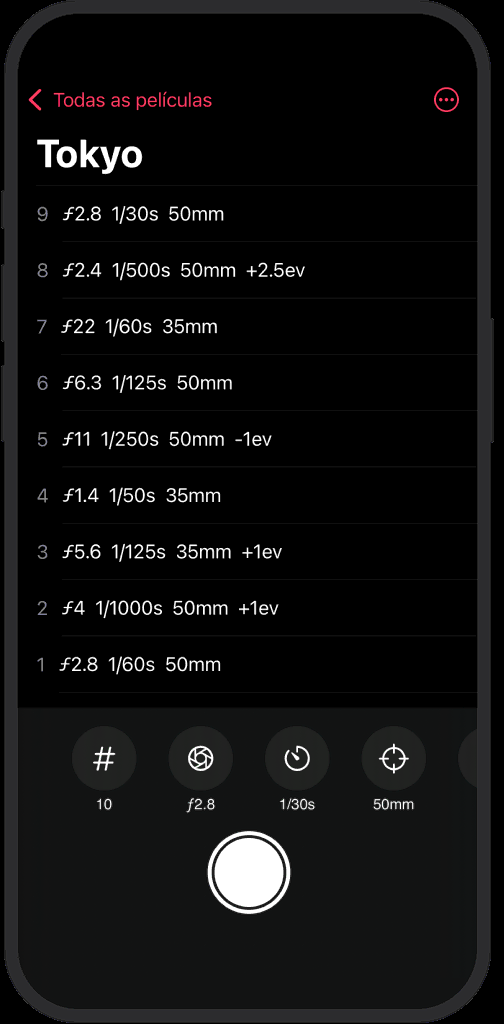 Todas as películas
Tokyo
9 ƒ2.8 1/30s 50mm
8 ƒ2.4 1/500s 50mm +2.5ev
7 ƒ22 1/60s 35mm
6 ƒ6.3 1/125s 50mm
5 ƒ11 1/250s 50mm -1ev
4 ƒ1.4 1/50s 35mm
3 ƒ5.6 1/125s 35mm +1ev
2 ƒ4 1/1000s 50mm +1ev
1 ƒ2.8 1/60s 50mm
#
10 ƒ2.8 1/30s 50mm